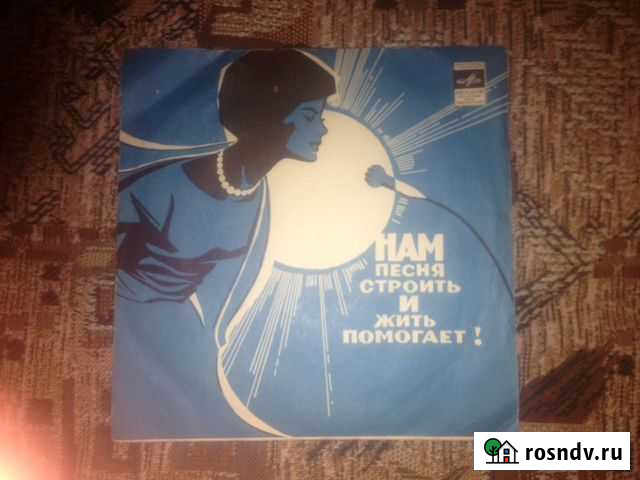 НАМ
ПЕСНЯ
СТРОИТЬ
И
ЖИТЬ
ПОМОГАЕТ!
rosndv.ru